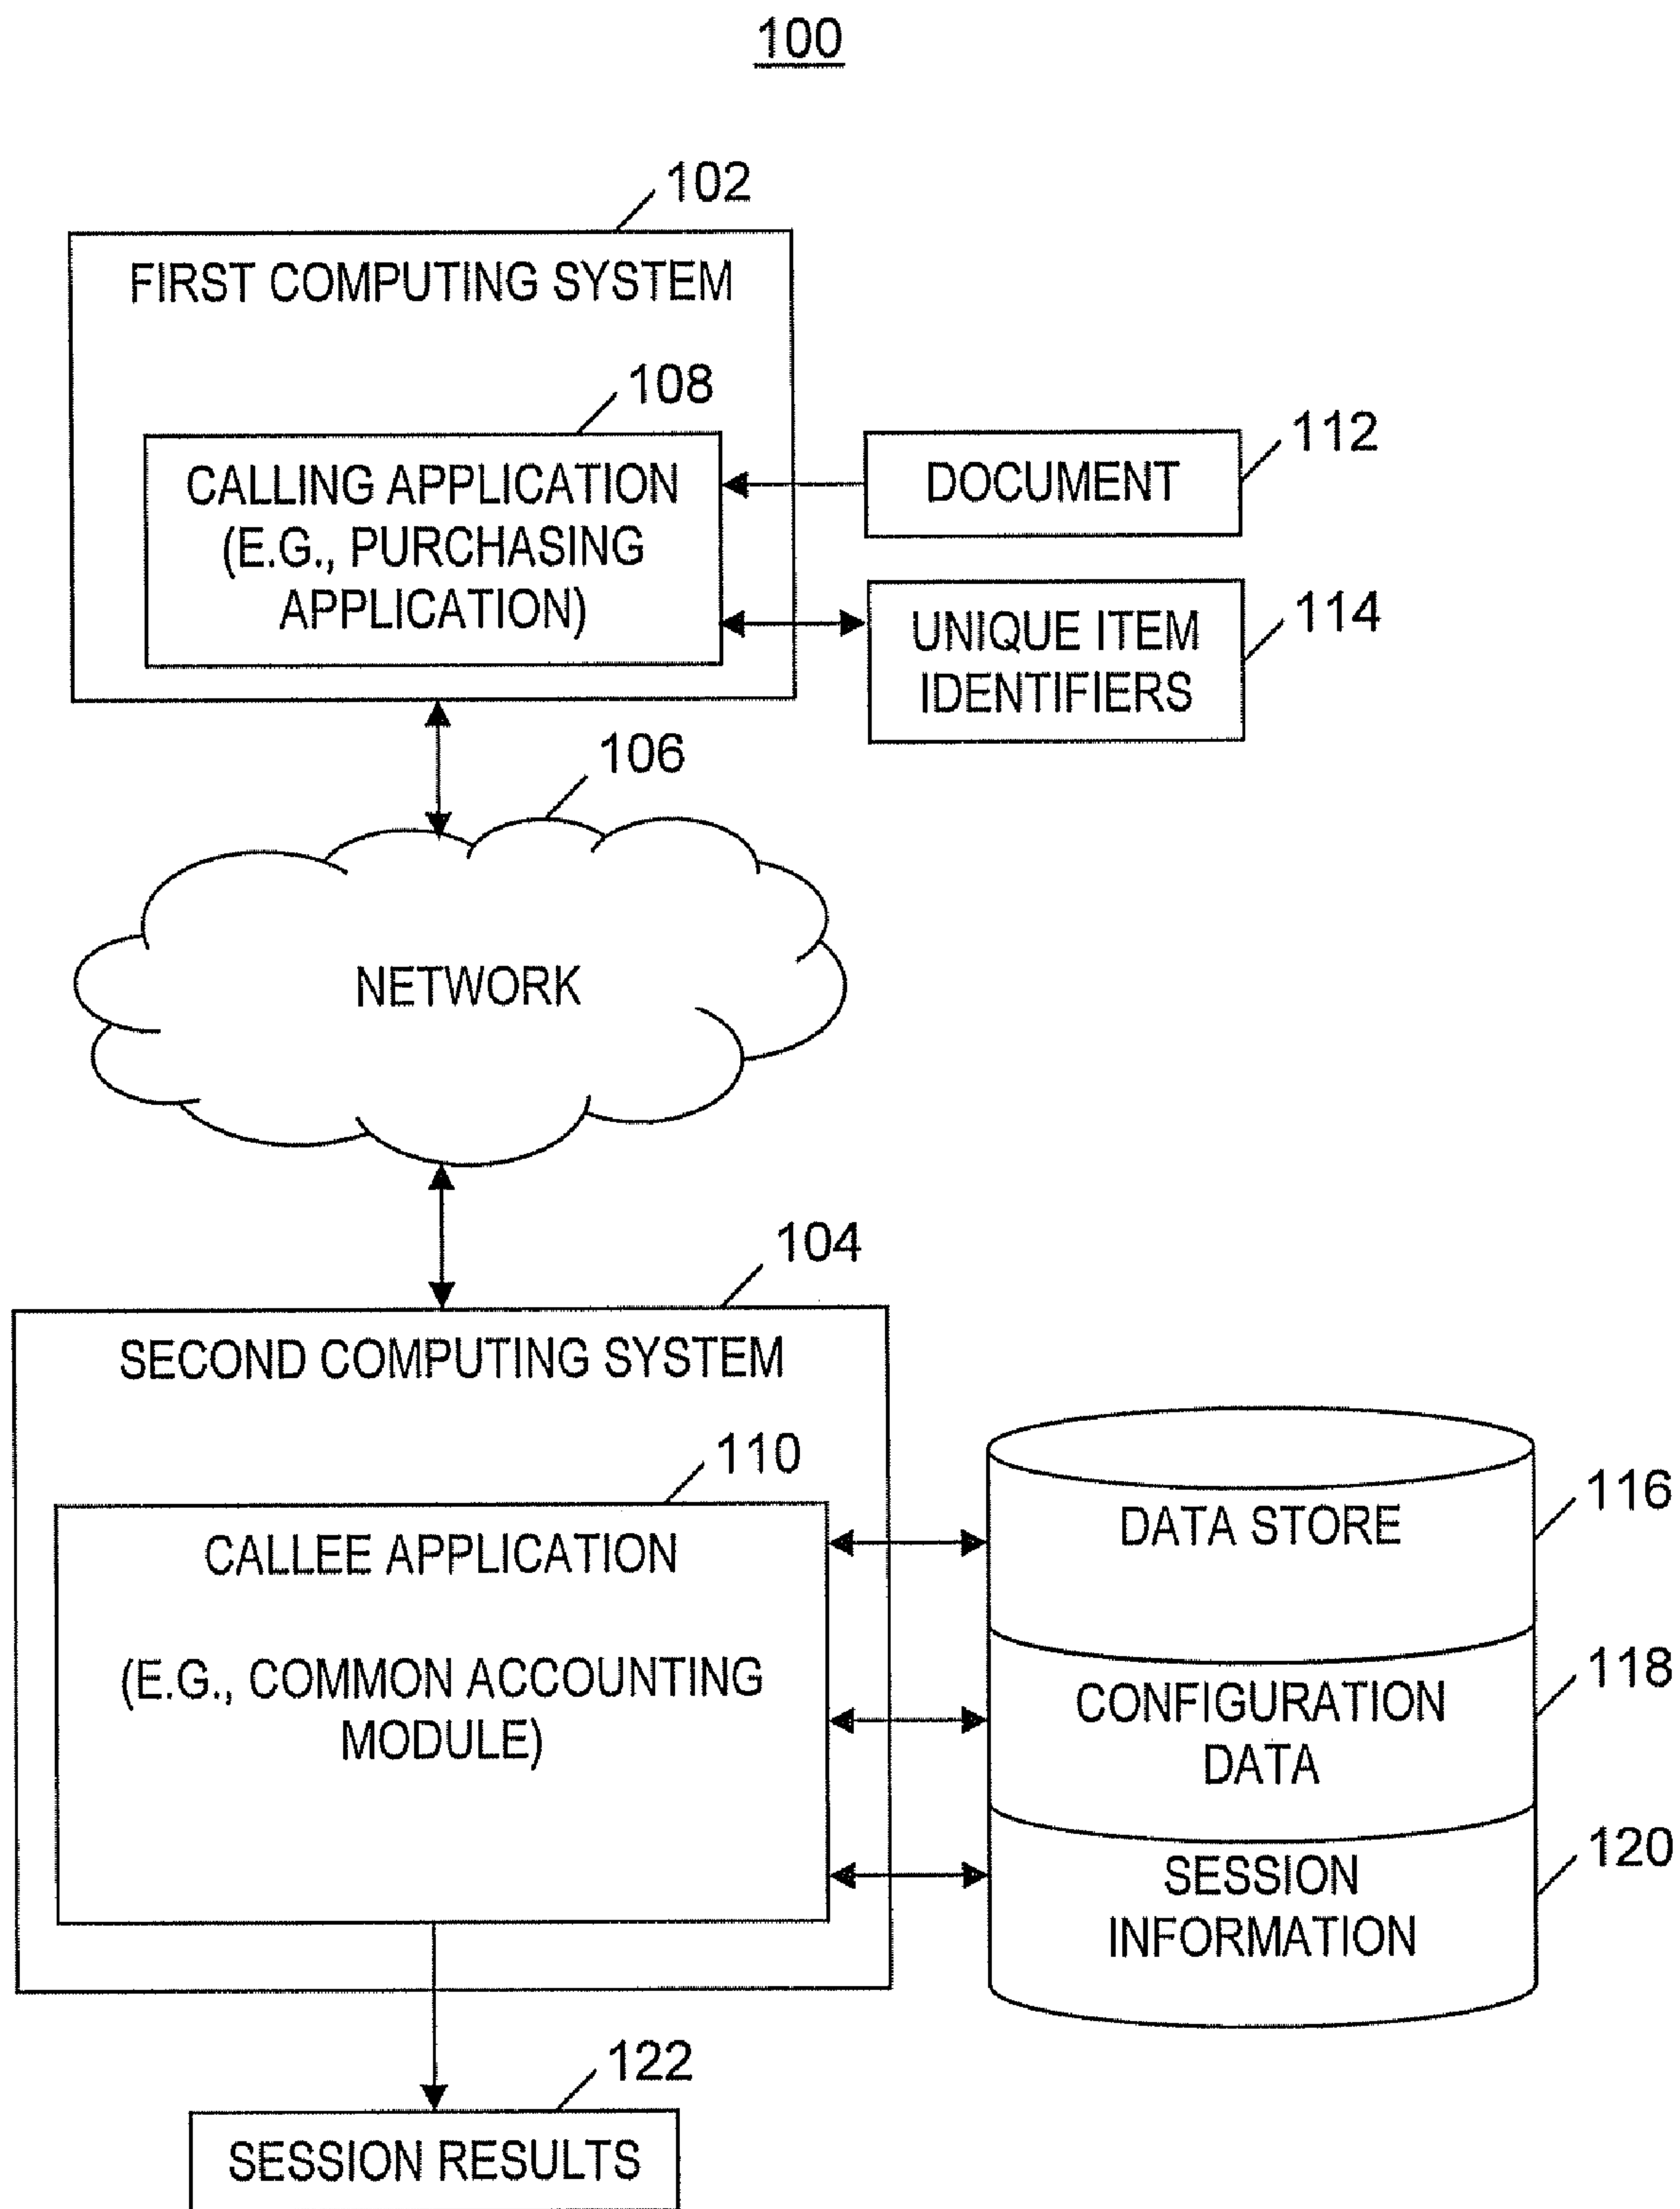 100
102
FIRST COMPUTING SYSTEM
108
CALLING APPLICATION
(E.G., PURCHASING
APPLICATION)
112
DOCUMENT
114
UNIQUE ITEM
IDENTIFIERS
106
NETWORK
104
SECOND COMPUTING SYSTEM
110
CALLEE APPLICATION
(E.G., COMMON ACCOUNTING
MODULE)
116
DATA STORE
118
CONFIGURATION
DATA
120
SESSION
INFORMATION
122
SESSION RESULTS